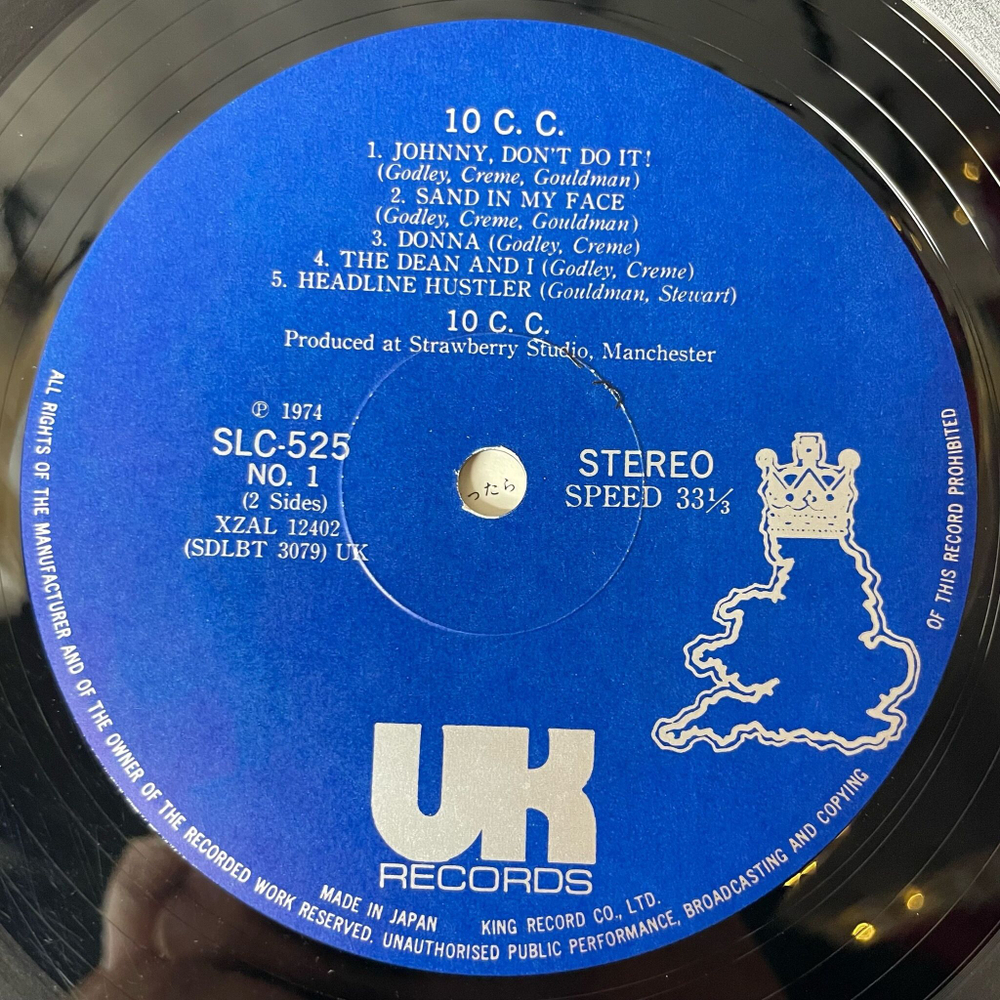 10 C. C.
1. JOHNNY, DON'T DO IT!
(Godley, Creme, Gouldman)
2. SAND IN MY FACE
(Godley, Creme, Gouldman)
3. DONNA (Godley, Creme)
4. THE DEAN AND I (Godley, Creme)
5. HEADLINE HUSTLER (Gouldman, Stewart)
10 C. C.
Produced at Strawberry Studio, Manchester
℗ 1974
SLC-525
NO. 1
(2 Sides)
XZAL 12402
(SDLBT 3079) UK
ったら
STEREO
SPEED 33⅓
UK
RECORDS
MADE IN JAPAN KING RECORD CO., LTD.
ALL RIGHTS OF THE MANUFACTURER AND OF THE OWNER OF THE RECORDED WORK RESERVED. UNAUTHORISED PUBLIC PERFORMANCE, BROADCASTING AND COPYING OF THIS RECORD PROHIBITED